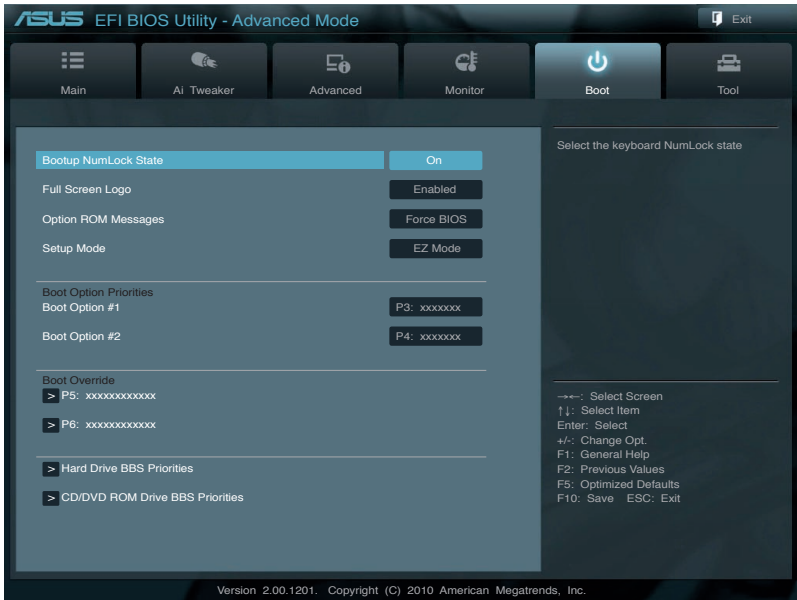 ASUS EFI BIOS Utility - Advanced Mode
Exit
Main
Ai Tweaker
Advanced
Monitor
Boot
Tool
Bootup NumLock State On
Full Screen Logo Enabled
Option ROM Messages Force BIOS
Setup Mode EZ Mode
Boot Option Priorities
Boot Option #1 P3: xxxxxxx
Boot Option #2 P4: xxxxxxx
Boot Override
> P5: xxxxxxxxxxxx
> P6: xxxxxxxxxxxx
> Hard Drive BBS Priorities
> CD/DVD ROM Drive BBS Priorities
Select the keyboard NumLock state
→←: Select Screen
↑↓: Select Item
Enter: Select
+/-: Change Opt.
F1: General Help
F2: Previous Values
F5: Optimized Defaults
F10: Save ESC: Exit
Version 2.00.1201. Copyright (C) 2010 American Megatrends, Inc.